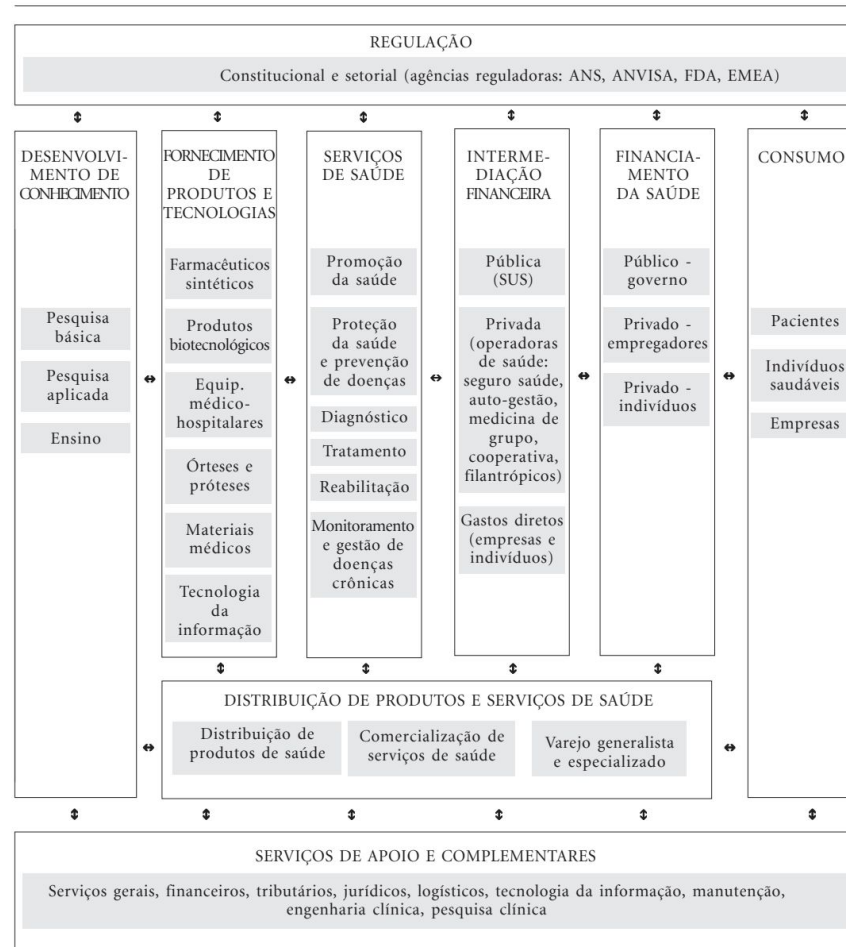 REGULAÇÃO
Constitucional e setorial (agências reguladoras: ANS, ANVISA, FDA, EMEA)
DESENVOLVI-
MENTO DE
CONHECIMENTO
Pesquisa
básica
Pesquisa
aplicada
Ensino
FORNECIMENTO
DE
PRODUTOS E
TECNOLOGIAS
Farmacêuticos
sintéticos
Produtos
biotecnológicos
Equip.
médico-
hospitalares
Órteses e
próteses
Materiais
médicos
Tecnologia
da
informação
SERVIÇOS
DE SAÚDE
Promoção
da saúde
Proteção
da saúde
e prevenção
de doenças
Diagnóstico
Tratamento
Reabilitação
Monitoramento
e gestão de
doenças
crônicas
INTERME-
DIAÇÃO
FINANCEIRA
Pública
(SUS)
Privada
(operadoras
de saúde:
seguro saúde,
auto-gestão,
medicina de
grupo,
cooperativa,
filantrópicos)
Gastos diretos
(empresas e
indivíduos)
FINANCIA-
MENTO
DA SAÚDE
Público -
governo
Privado -
empregadores
Privado -
indivíduos
CONSUMO
Pacientes
Indivíduos
saudáveis
Empresas
DISTRIBUIÇÃO DE PRODUTOS E SERVIÇOS DE SAÚDE
Distribuição de
produtos de saúde
Comercialização de
serviços de saúde
Varejo generalista
e especializado
SERVIÇOS DE APOIO E COMPLEMENTARES
Serviços gerais, financeiros, tributários, jurídicos, logísticos, tecnologia da informação, manutenção,
engenharia clínica, pesquisa clínica